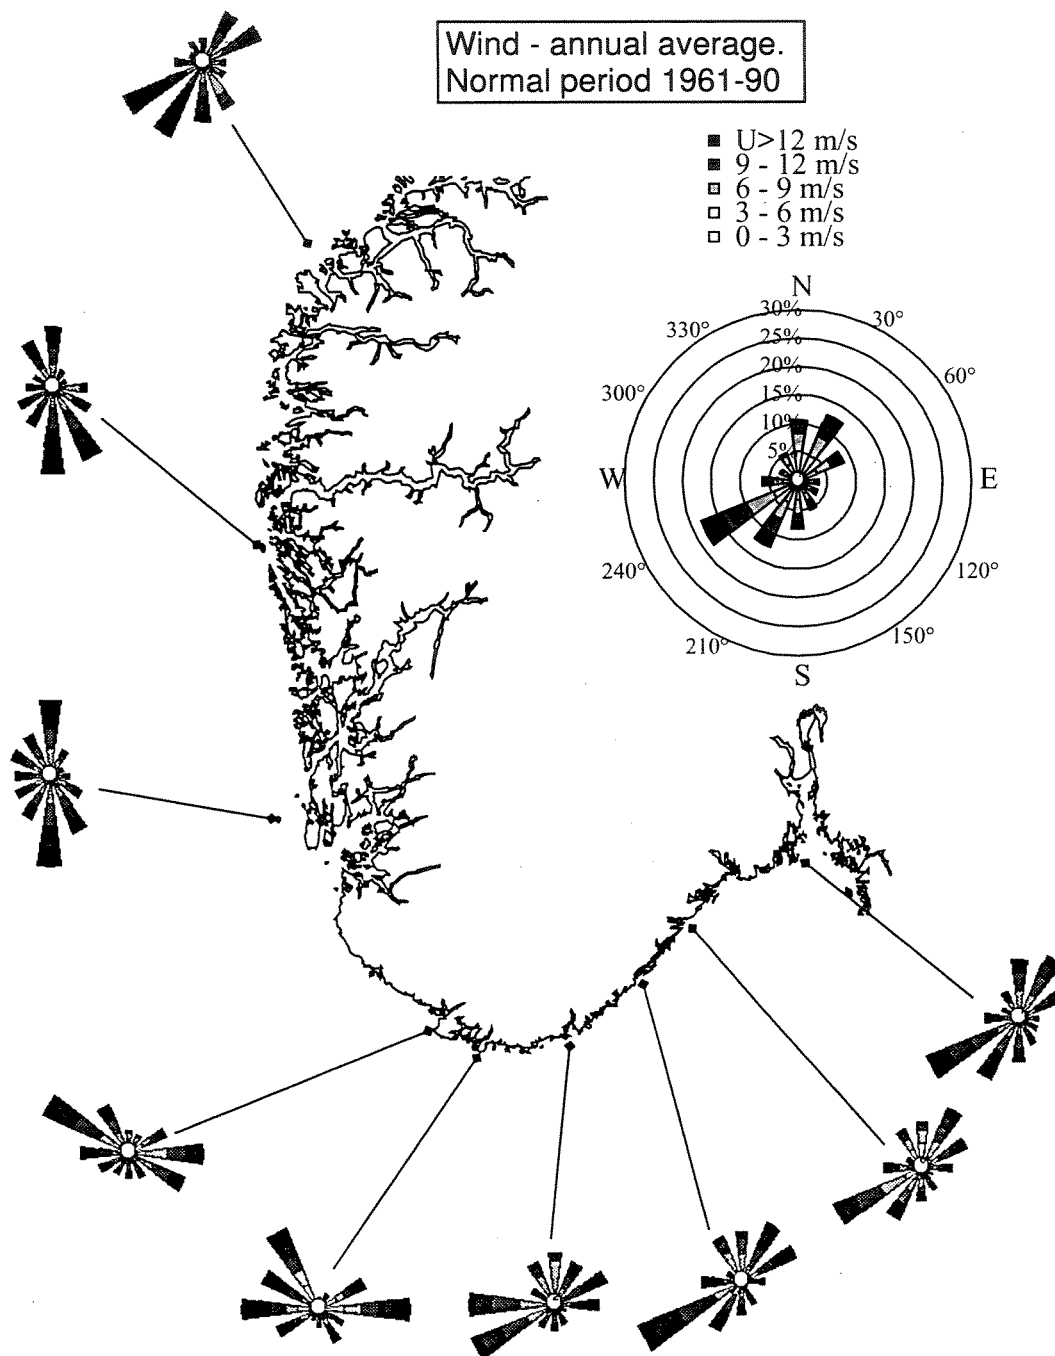 Wind - annual average.
Normal period 1961-90
U>12 m/s
9 - 12 m/s
6 - 9 m/s
3 - 6 m/s
0 - 3 m/s
N
30%
330°
30°
25%
20%
60°
300°
15%
10%
5%
W
E
240°
120°
210°
150°
S